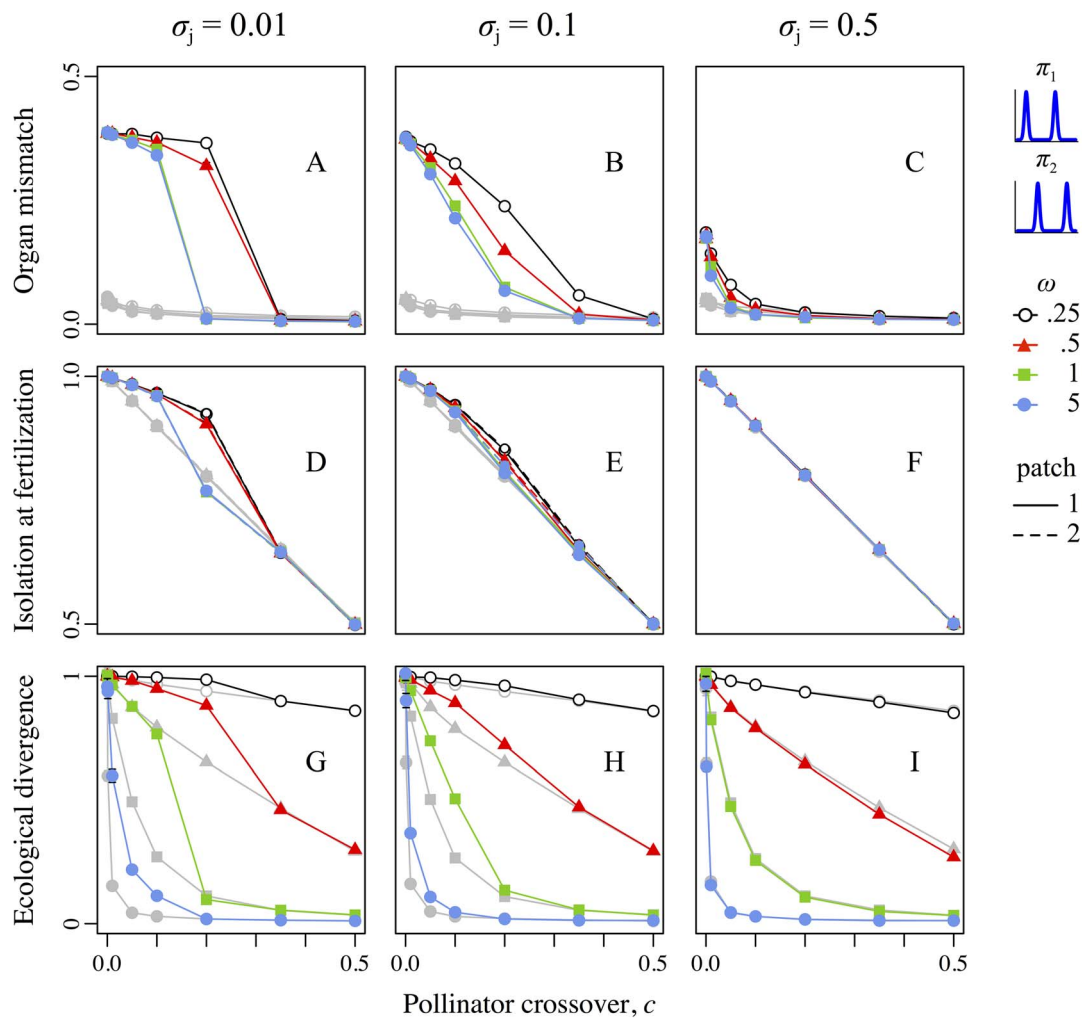 σj = 0.01 σj = 0.1 σj = 0.5
Organ mismatch
0.5
0.0
A B C
π1
π2
ω
.25
.5
1
5
Isolation at fertilization
1.0
0.5
D E F
patch
1
2
Ecological divergence
1
0
G H I
0.0 0.5 0.0 0.5 0.0 0.5
Pollinator crossover, c